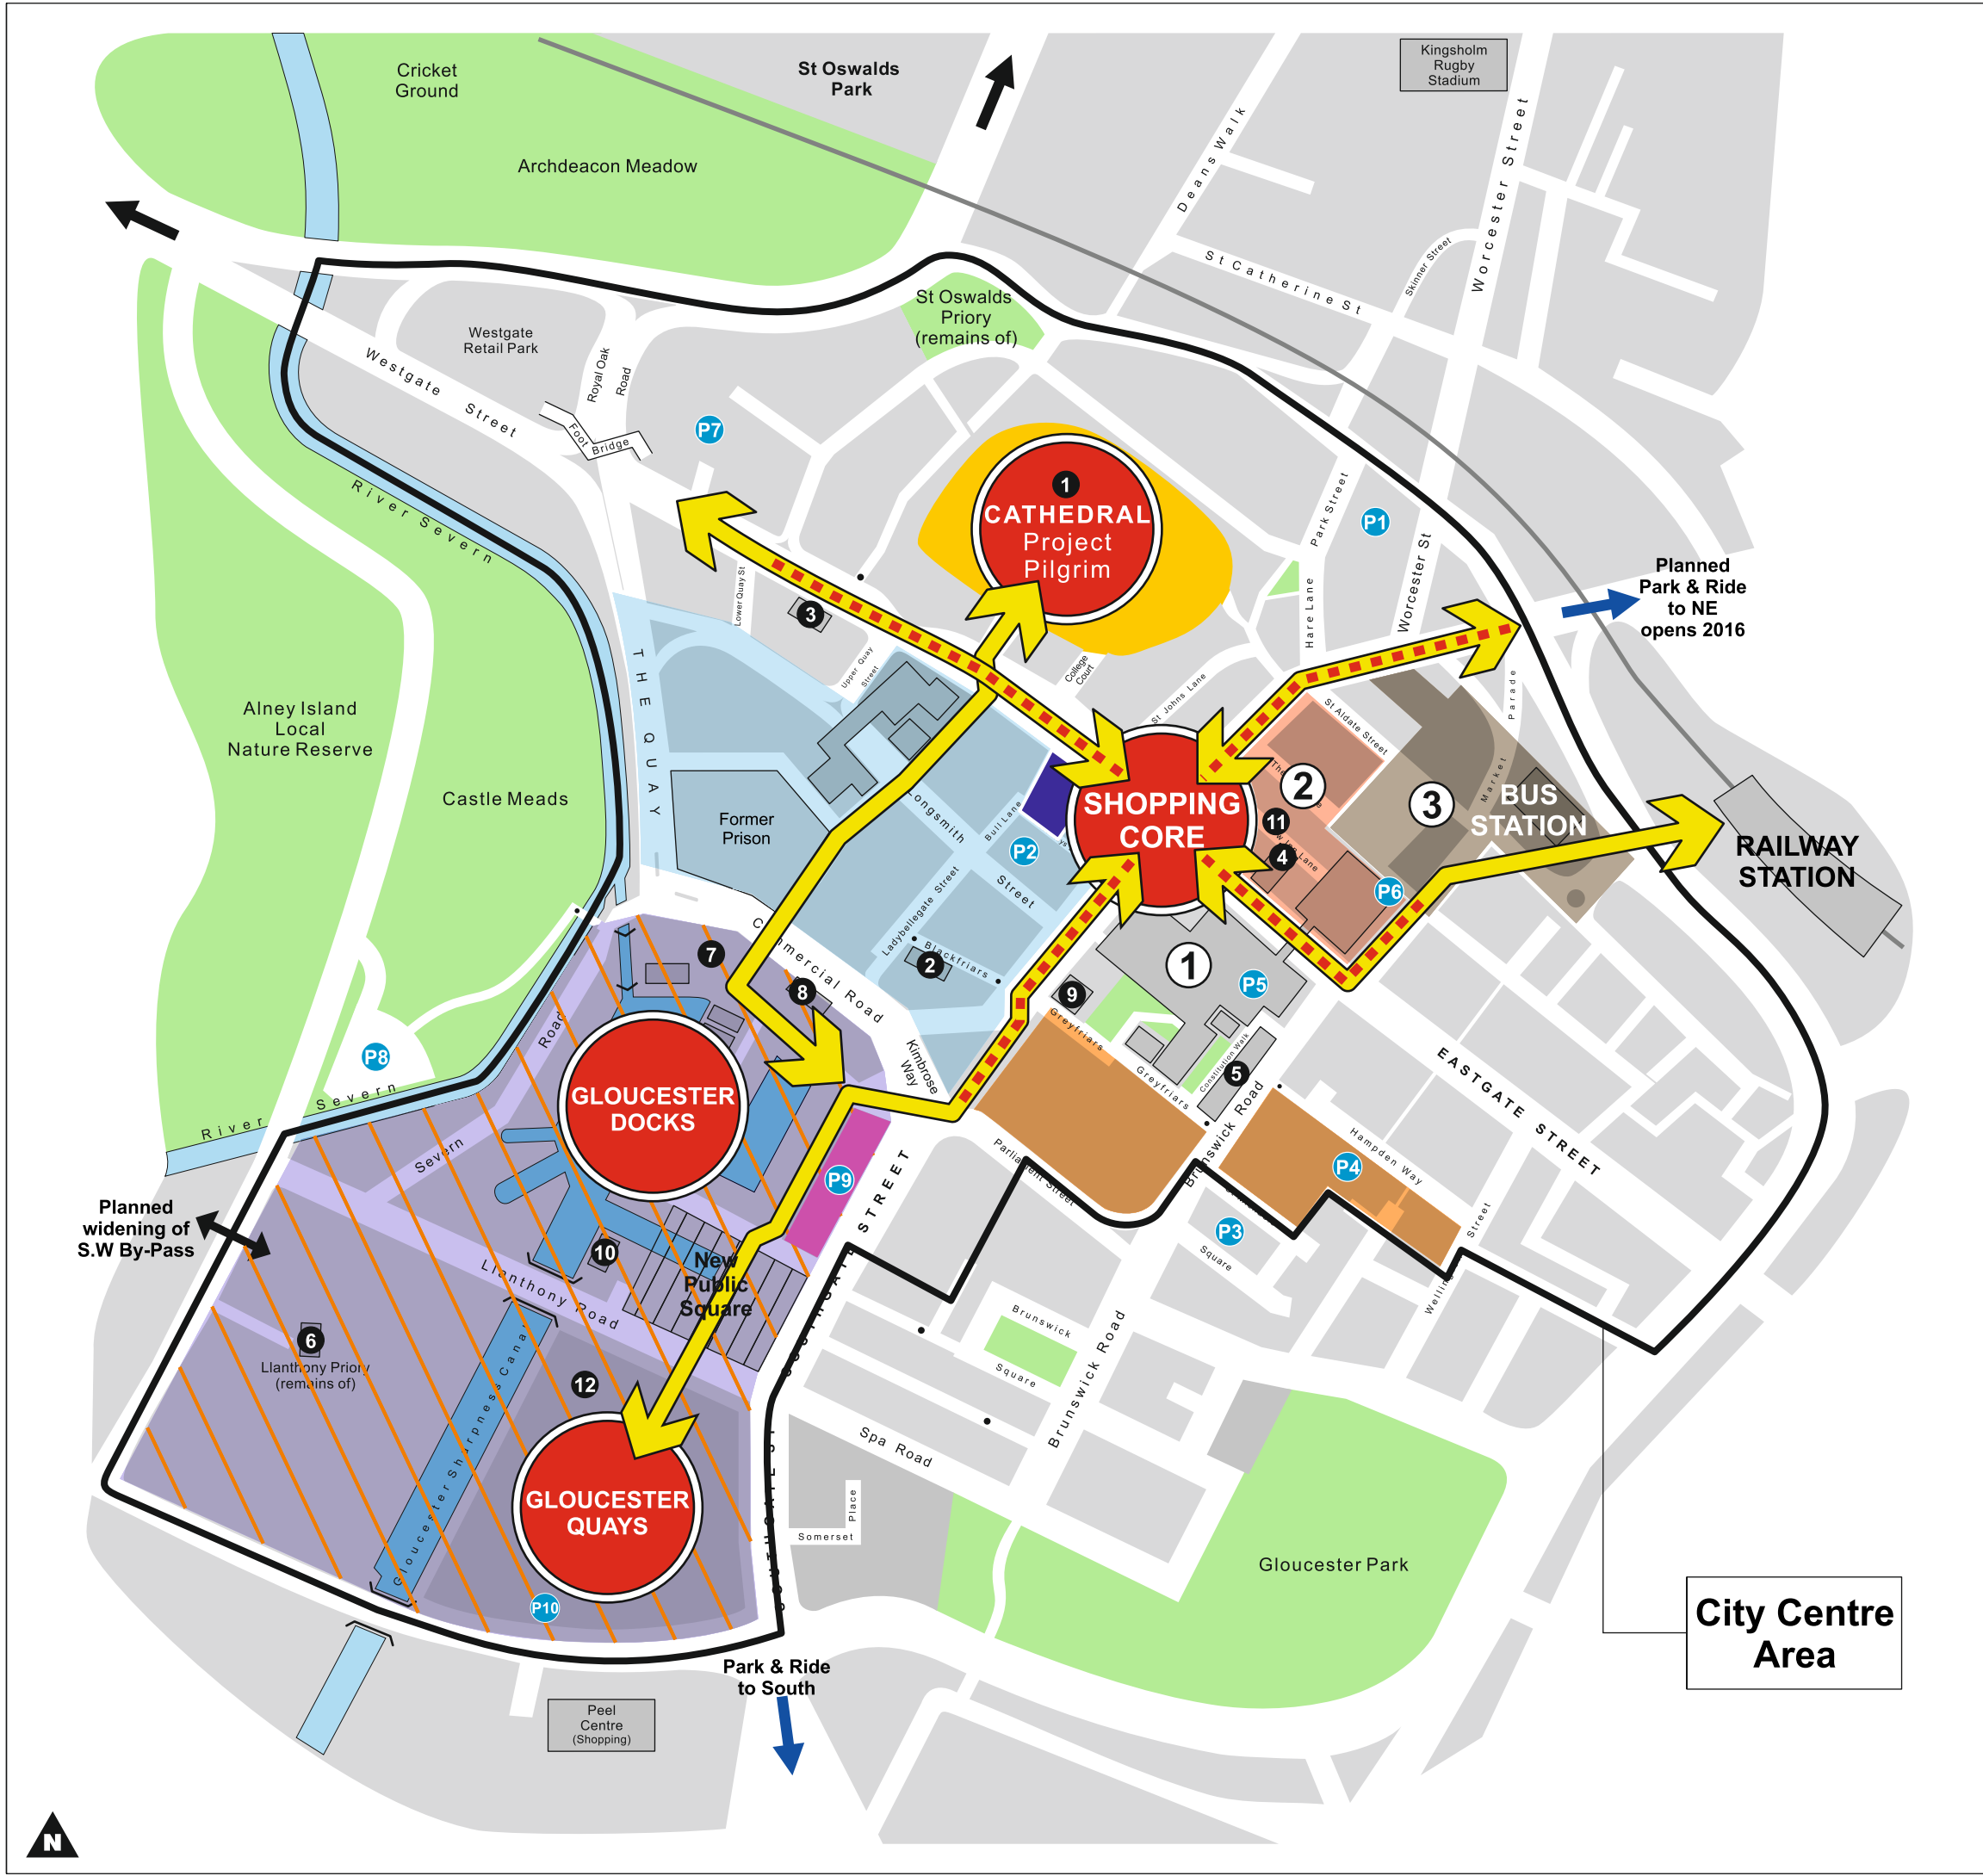 Cricket
Ground
St Oswalds
Park
Kingsholm
Rugby
Stadium
Archdeacon Meadow
Deans Walk
Worcester Street
St Catherine St
Skinner Street
St Oswalds
Priory
(remains of)
Westgate
Retail Park
Royal Oak
Road
Westgate Street
Foot Bridge
P7
River Severn
1
CATHEDRAL
Project
Pilgrim
Park Street
P1
Worcester St
Hare Lane
Planned
Park & Ride
to NE
opens 2016
Lower Quay St
3
Upper Quay
Street
College
Court
St Johns Lane
St Aldate Street
Parade
Market
THE QUAY
Alney Island
Local
Nature Reserve
Castle Meads
Former
Prison
Longsmith
Street
Bull Lane
P2
SHOPPING
CORE
2
11
4
3
BUS
STATION
P6
RAILWAY
STATION
Ladybellegate Street
Blackfriars
2
Commercial Road
7
8
9
1
P5
Greyfriars
Greyfriars
Constitution Walk
5
Kimbrose
Way
Road
P8
River Severn
Severn
GLOUCESTER
DOCKS
EASTGATE STREET
Hampden Way
P4
Brunswick Road
Parliament Street
P3
Square
Street
P9
Planned
widening of
S.W By-Pass
10
New
Public
Square
Llanthony Road
SOUTHGATE STREET
6
Llanthony Priory
(remains of)
12
Brunswick
Square
Brunswick Road
Spa Road
GLOUCESTER
QUAYS
P10
SOUTHGATE ST
Place
Somerset
Gloucester Park
City Centre
Area
Park & Ride
to South
Peel
Centre
(Shopping)
N